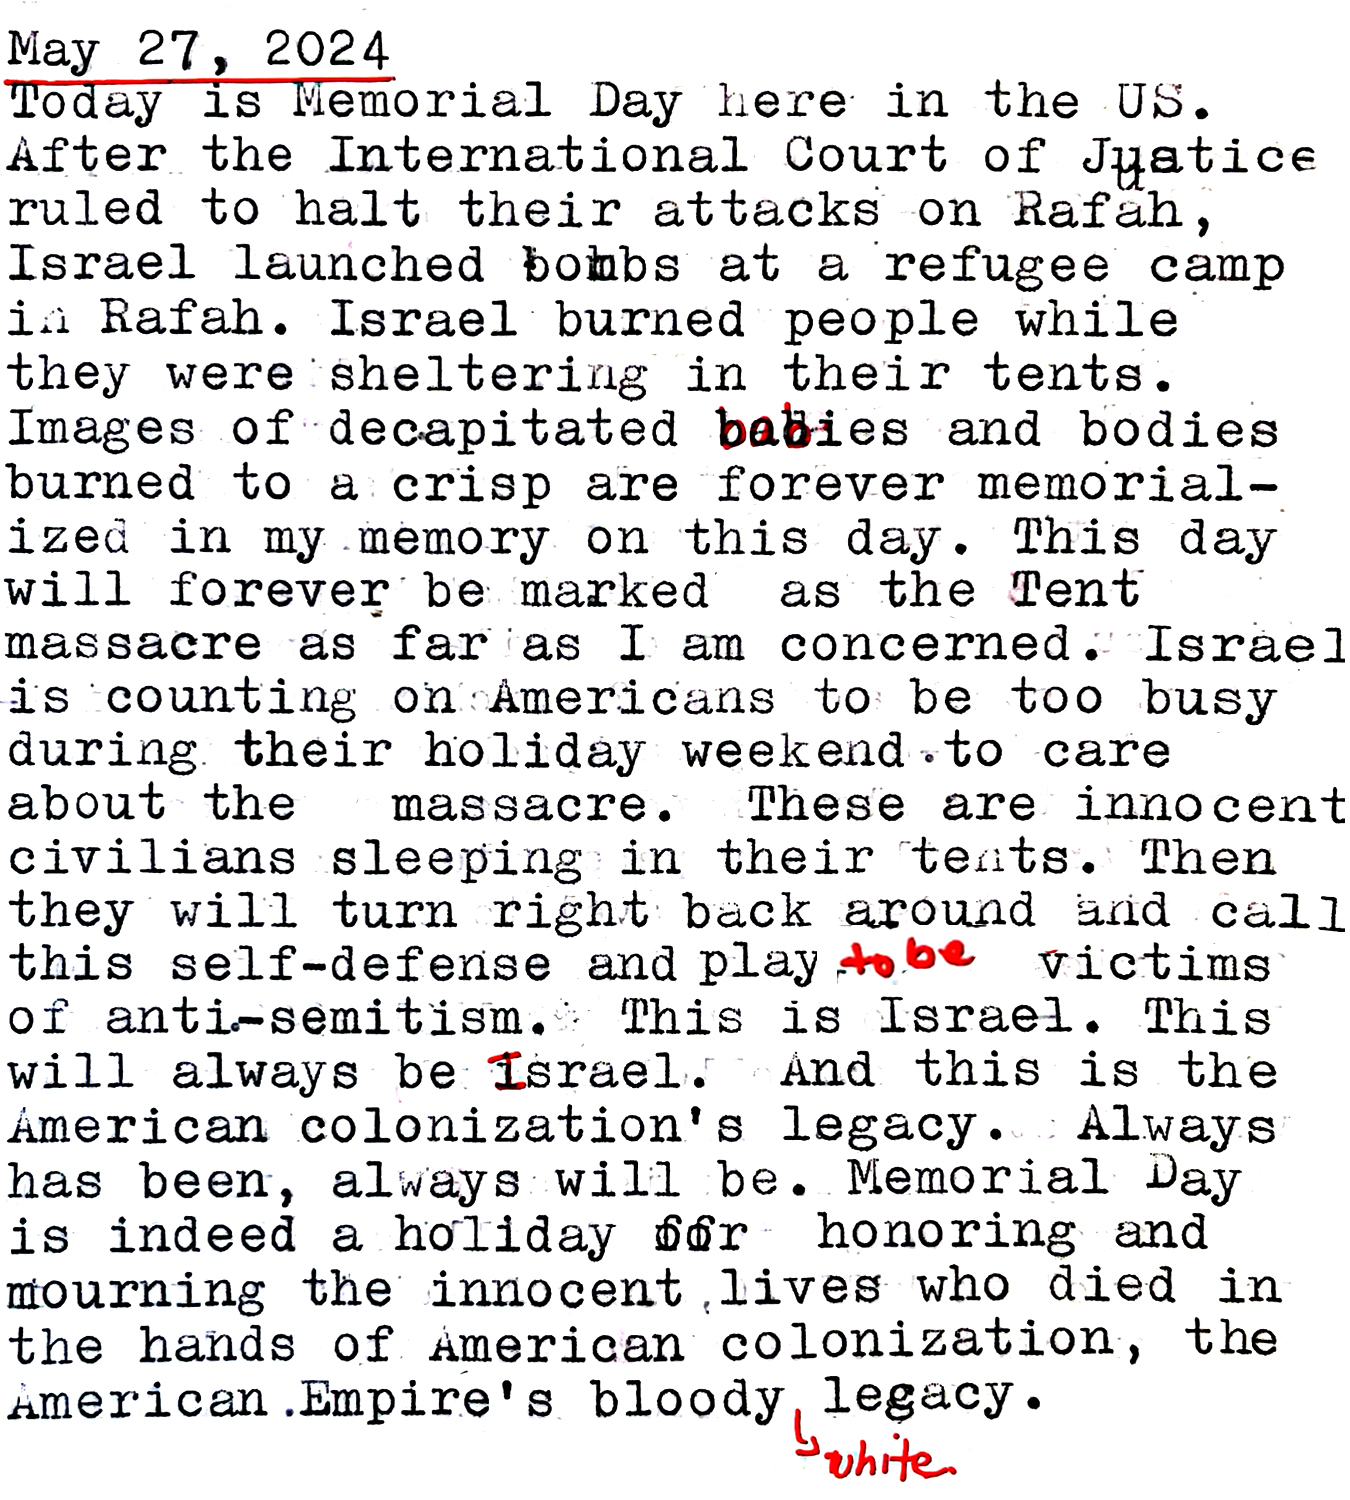 May 27, 2024
Today is Memorial Day here in the US.
After the International Court of Justice
ruled to halt their attacks on Rafah,
Israel launched bombs at a refugee camp
in Rafah. Israel burned people while
they were sheltering in their tents.
Images of decapitated babies and bodies
burned to a crisp are forever memorial-
ized in my memory on this day. This day
will forever be marked as the Tent
massacre as far as I am concerned. Israel
is counting on Americans to be too busy
during their holiday weekend to care
about the massacre. These are innocent
civilians sleeping in their tents. Then
they will turn right back around and call
this self-defense and play to be victims
of anti-semitism. This is Israel. This
will always be Israel. And this is the
American colonization's legacy. Always
has been, always will be. Memorial Day
is indeed a holiday for honoring and
mourning the innocent lives who died in
the hands of American colonization, the
American Empire's bloody legacy.
white